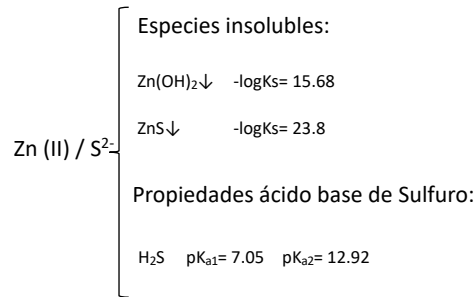 Especies insolubles:
Zn(OH)₂↓ -logKs= 15.68
ZnS↓ -logKs= 23.8
Zn (II) / S²⁻
Propiedades ácido base de Sulfuro:
H₂S pKₐ₁= 7.05 pKₐ₂= 12.92